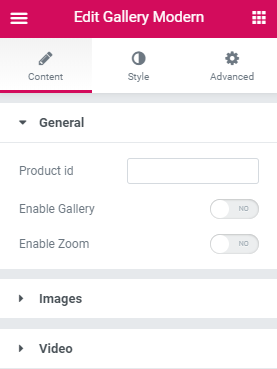 Edit Gallery Modern
Content Style Advanced
General
Product id
Enable Gallery NO
Enable Zoom NO
Images
Video